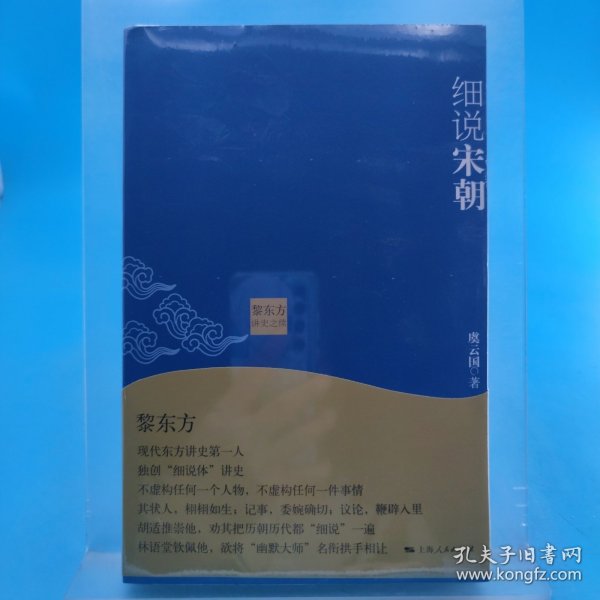 细说宋朝
黎东方
讲史之续
虞云国◎著
黎东方
现代东方讲史第一人
独创“细说体”讲史
不虚构任何一个人物，不虚构任何一件事情
其状人，栩栩如生；记事，委婉确切；议论，鞭辟入里
胡适推崇他，劝其把历朝历代都“细说”一遍
林语堂钦佩他，欲将“幽默大师”名衔拱手相让
上海人民
孔夫子旧书网
www.kongfz.com